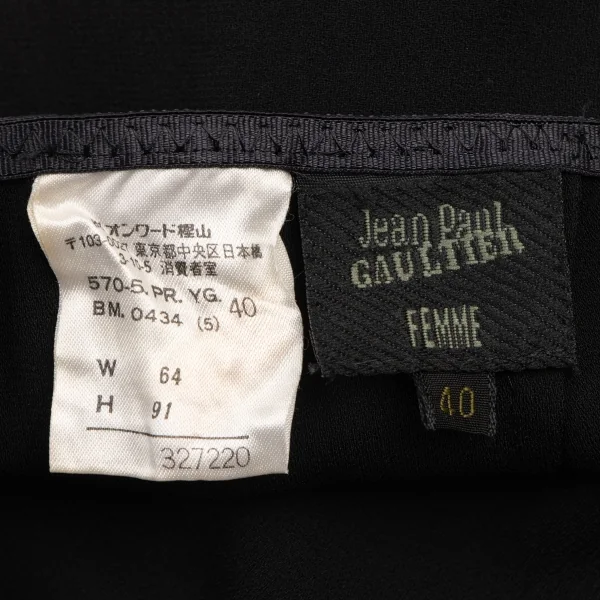 オンワード樫山
〒103- 東京都中央区日本橋
3-10-5 消費者室
570-5. PR. YG. 40
BM. 0434 (5)
W 64
H 91
327220
Jean Paul
GAULTIER
FEMME
40